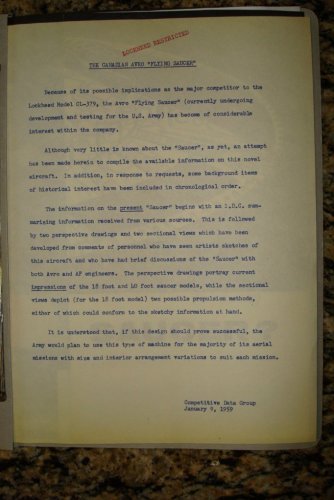 LOCKHEED RESTRICTED
THE CANADIAN AVRO "FLYING SAUCER"
Because of its possible implications as the major competitor to the
Lockheed Model CL-379, the Avro "Flying Saucer" (currently undergoing
development and testing for the U.S. Army) has become of considerable
interest within the company.
Although very little is known about the "Saucer", as yet, an attempt
has been made herein to compile the available information on this novel
aircraft. In addition, in response to requests, some background items
of historical interest have been included in chronological order.
The information on the present "Saucer" begins with an I.D.C. sum-
marizing information received from various sources. This is followed
by two perspective drawings and two sectional views which have been
developed from comments of personnel who have seen artists sketches of
this aircraft and who have had brief discussions of the "Saucer" with
both Avro and AF engineers. The perspective drawings portray current
impressions of the 18 foot and 40 foot saucer models, while the sectional
views depict (for the 18 foot model) two possible propulsion methods,
either of which could conform to the sketchy information at hand.
It is understood that, if this design should prove successful, the
Army would plan to use this type of machine for the majority of its aerial
missions with size and interior arrangement variations to suit each mission.
Competitive Data Group
January 9, 1959